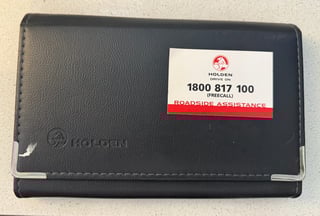 HOLDEN
DRIVE ON
1800 817 100
(FREECALL)
ROADSIDE ASSISTANCE
HOLDEN